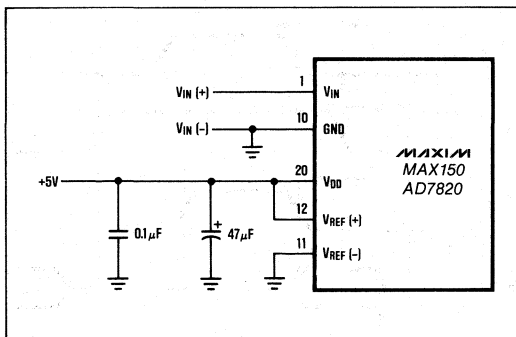 1
VIN (+)
VIN
10
VIN (-)
GND
MAXIM
MAX150
AD7820
20
+5V
VDD
12
VREF (+)
0.1µF
+
47µF
11
VREF (-)